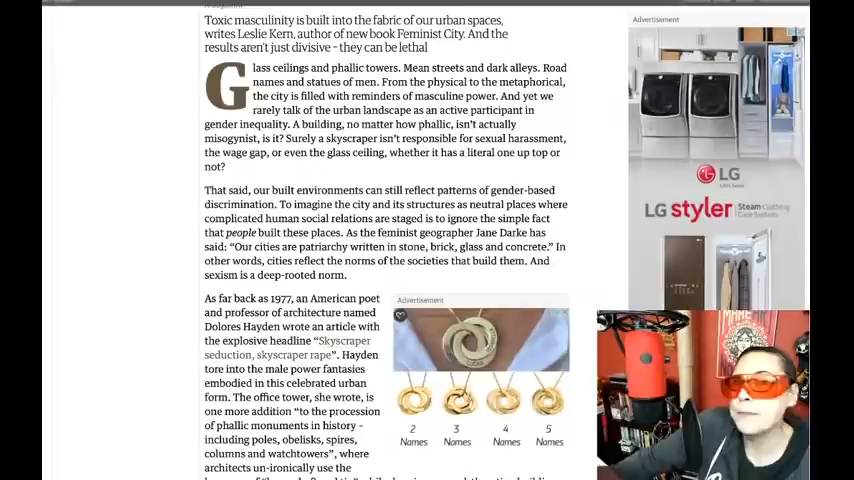 Advertisement
Toxic masculinity is built into the fabric of our urban spaces,
writes Leslie Kern, author of new book Feminist City. And the
results aren't just divisive – they can be lethal
Glass ceilings and phallic towers. Mean streets and dark alleys. Road
names and statues of men. From the physical to the metaphorical,
the city is filled with reminders of masculine power. And yet we
rarely talk of the urban landscape as an active participant in
gender inequality. A building, no matter how phallic, isn't actually
misogynist, is it? Surely a skyscraper isn't responsible for sexual harassment,
the wage gap, or even the glass ceiling, whether it has a literal one up top or
not?
That said, our built environments can still reflect patterns of gender-based
discrimination. To imagine the city and its structures as neutral places where
complicated human social relations are staged is to ignore the simple fact
that people built these places. As the feminist geographer Jane Darke has
said: "Our cities are patriarchy written in stone, brick, glass and concrete." In
other words, cities reflect the norms of the societies that build them. And
sexism is a deep-rooted norm.
As far back as 1977, an American poet
and professor of architecture named
Dolores Hayden wrote an article with
the explosive headline "Skyscraper
seduction, skyscraper rape". Hayden
tore into the male power fantasies
embodied in this celebrated urban
form. The office tower, she wrote, is
one more addition "to the procession
of phallic monuments in history –
including poles, obelisks, spires,
columns and watchtowers", where
architects un-ironically use the
Advertisement
2 3 4 5
Names Names Names Names
LG
LG styler Steam Clothing
Care System
MAKE